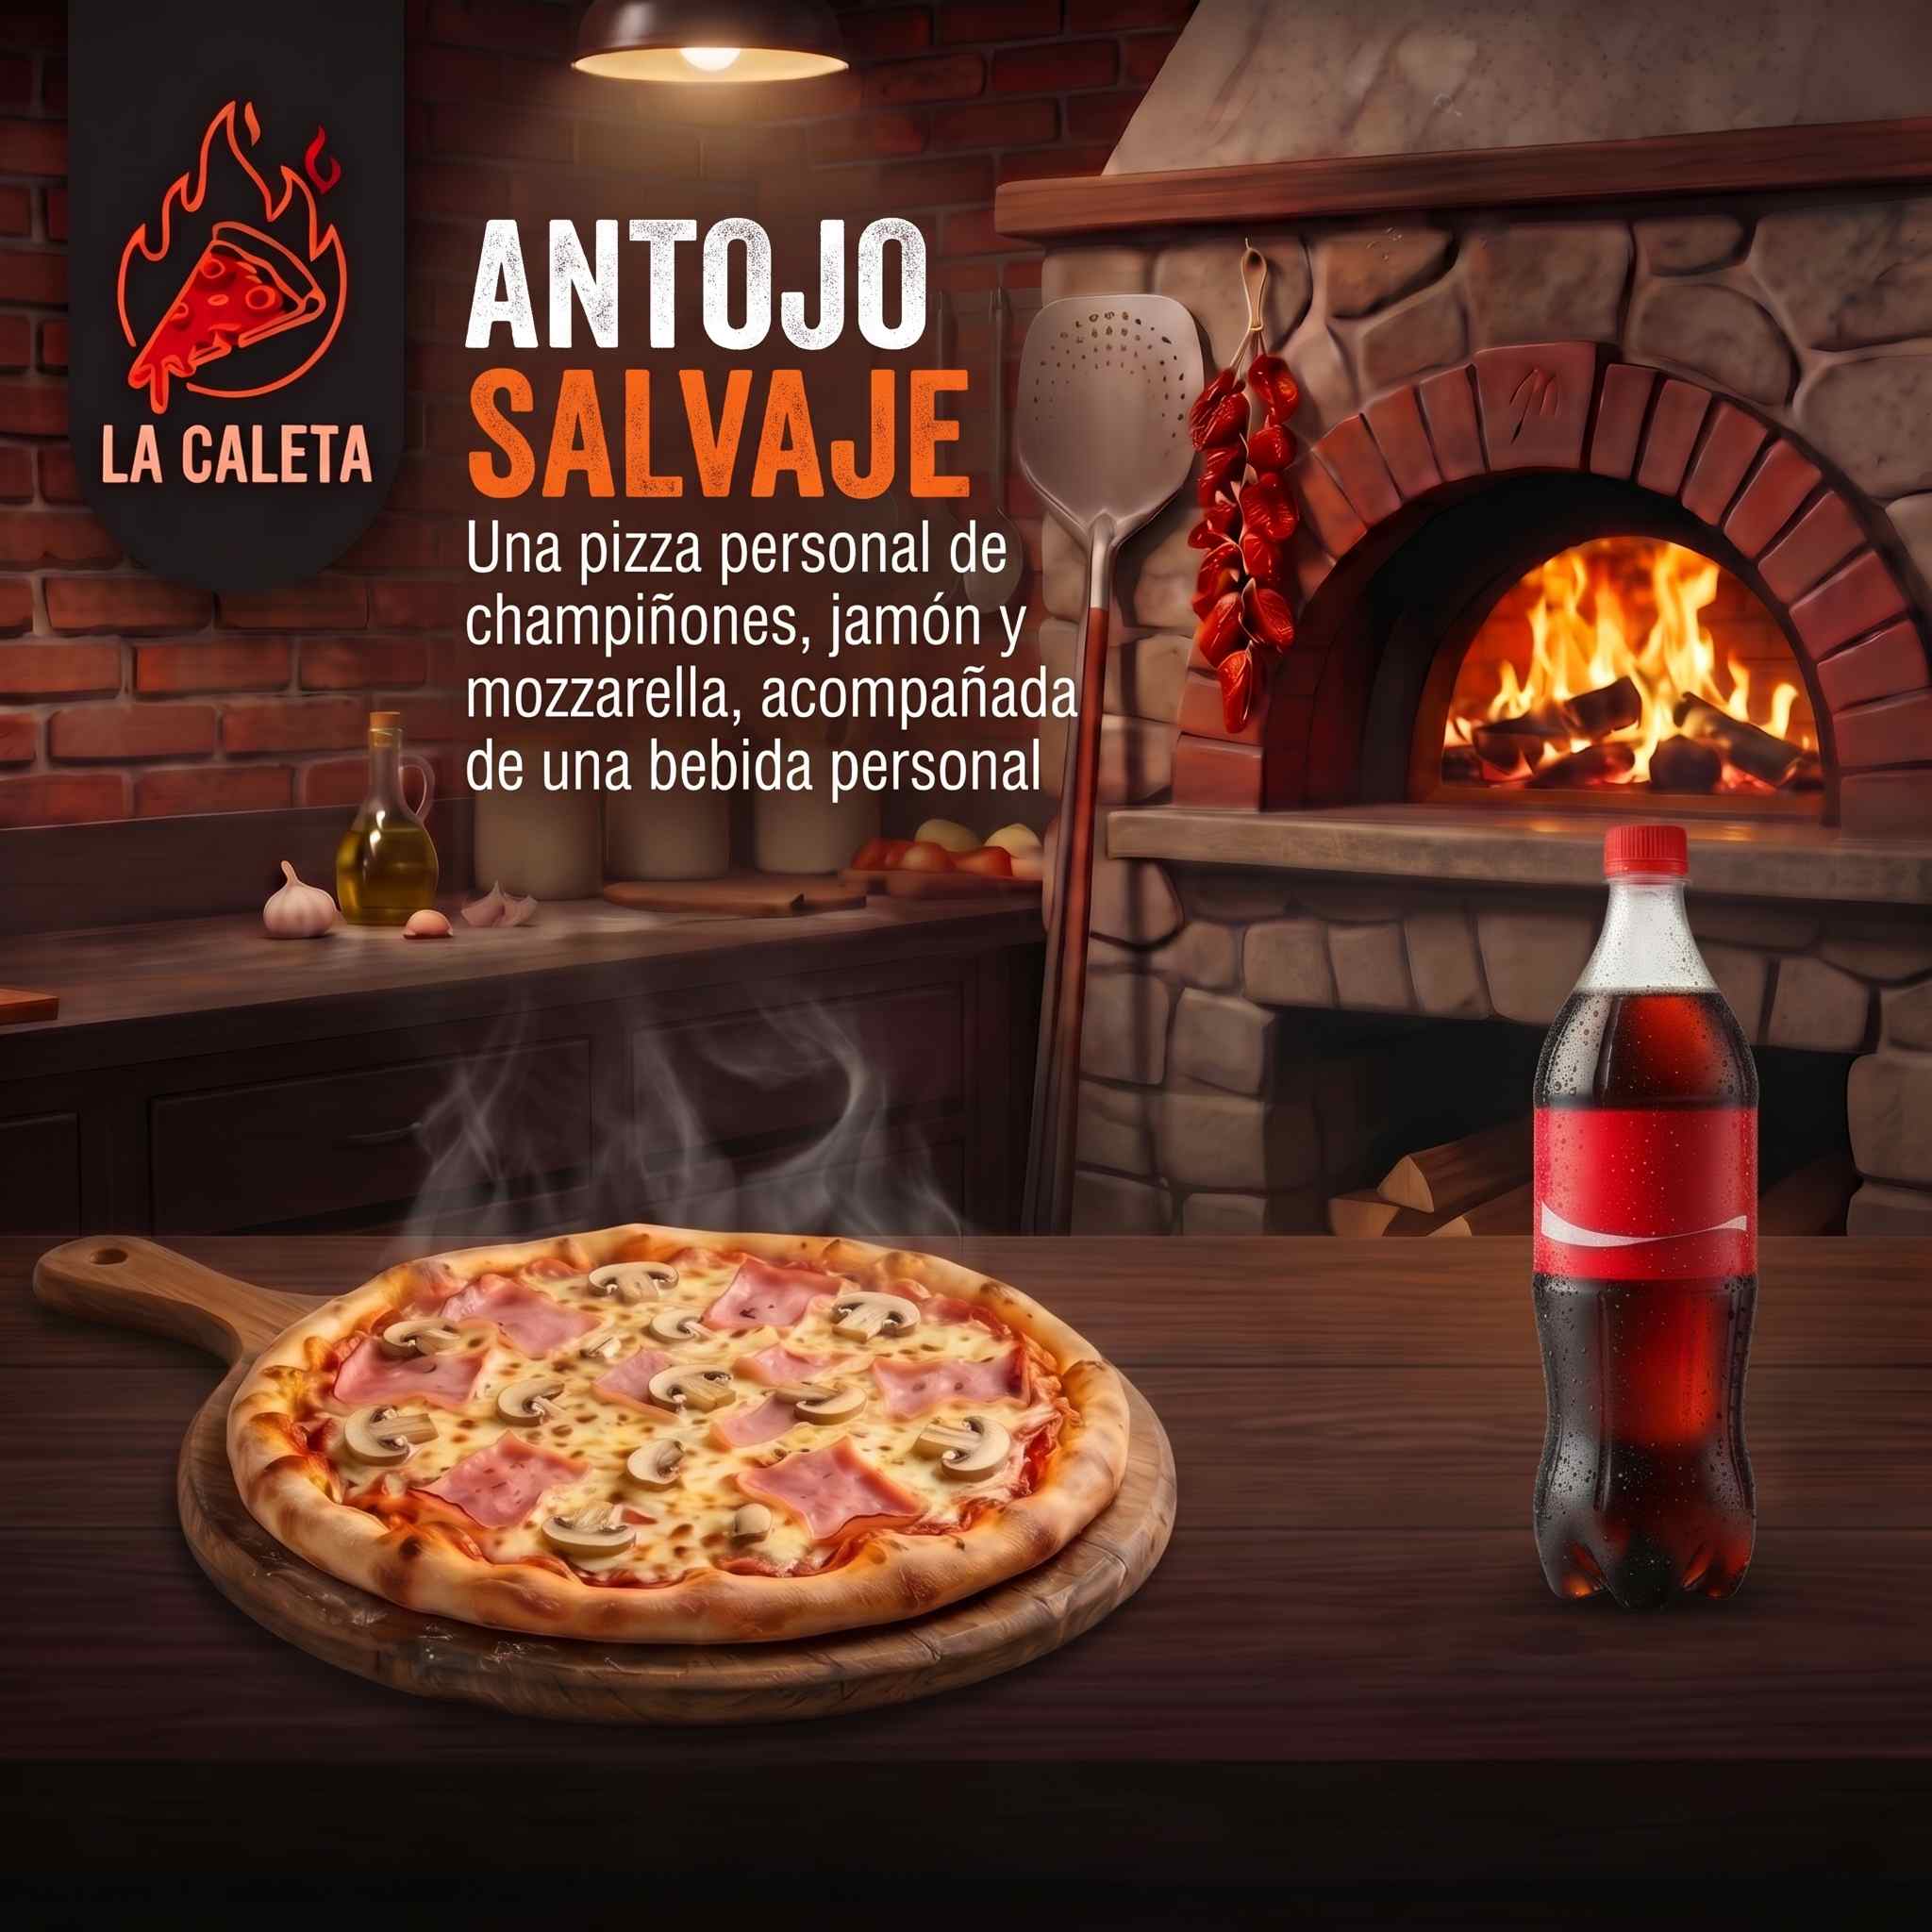 LA CALETA
ANTOJO
SALVAJE
Una pizza personal de
champiñones, jamón y
mozzarella, acompañada
de una bebida personal